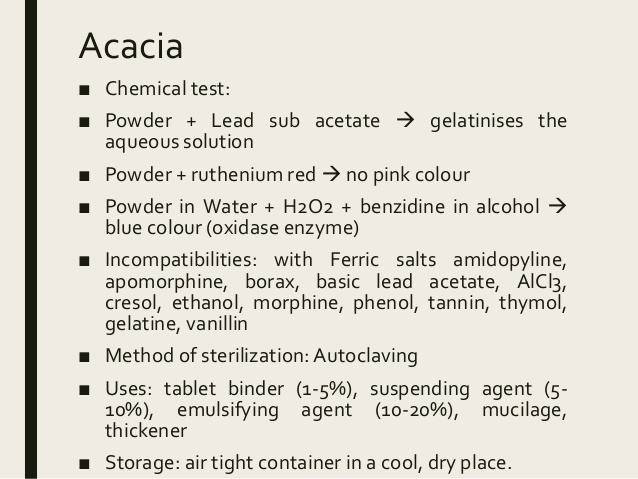 Acacia
■ Chemical test:
■ Powder + Lead sub acetate → gelatinises the
aqueous solution
■ Powder + ruthenium red → no pink colour
■ Powder in Water + H2O2 + benzidine in alcohol →
blue colour (oxidase enzyme)
■ Incompatibilities: with Ferric salts amidopyline,
apomorphine, borax, basic lead acetate, AlCl3,
cresol, ethanol, morphine, phenol, tannin, thymol,
gelatine, vanillin
■ Method of sterilization: Autoclaving
■ Uses: tablet binder (1-5%), suspending agent (5-
10%), emulsifying agent (10-20%), mucilage,
thickener
■ Storage: air tight container in a cool, dry place.